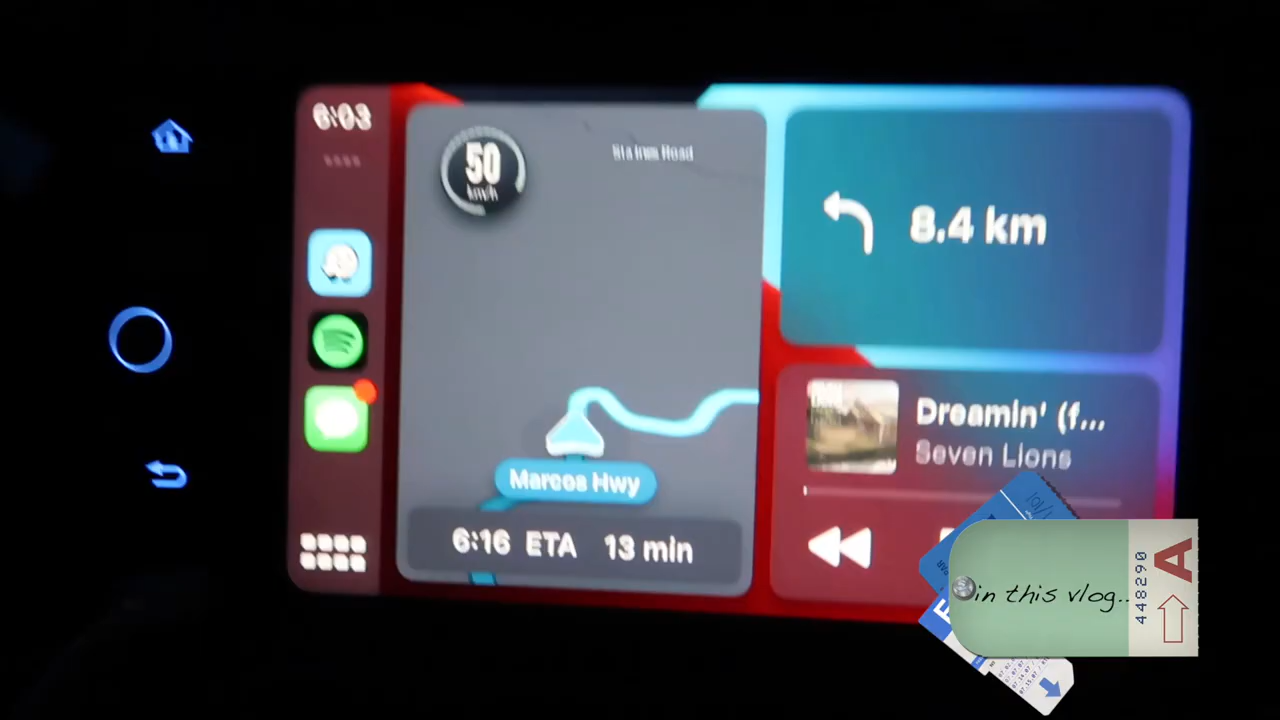 6:03
50
km/h
Road
8.4 km
Dreamin' (f...
Seven Lions
Marcos Hwy
6:16 ETA 13 min
in this vlog..
448290
A